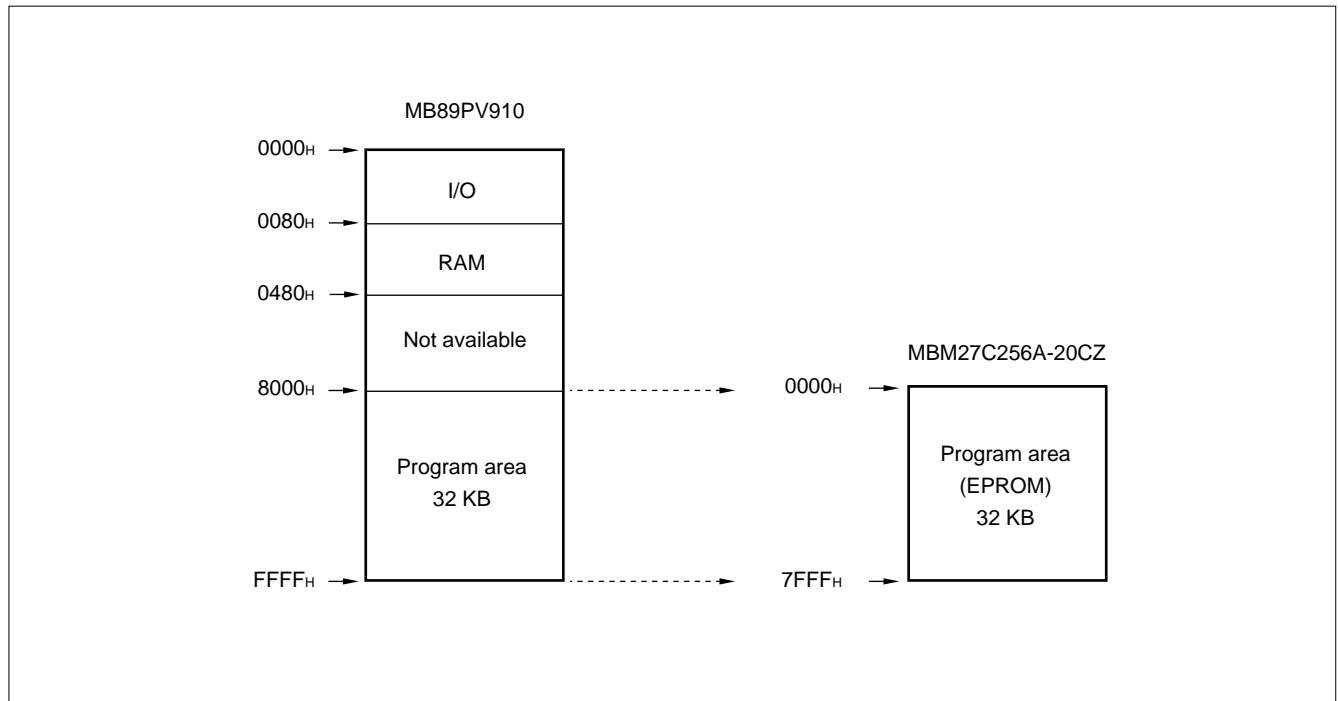 MB89PV910
0000H
I/O
0080H
RAM
0480H
Not available
8000H
Program area
32 KB
FFFFH
MBM27C256A-20CZ
0000H
Program area
(EPROM)
32 KB
7FFFH